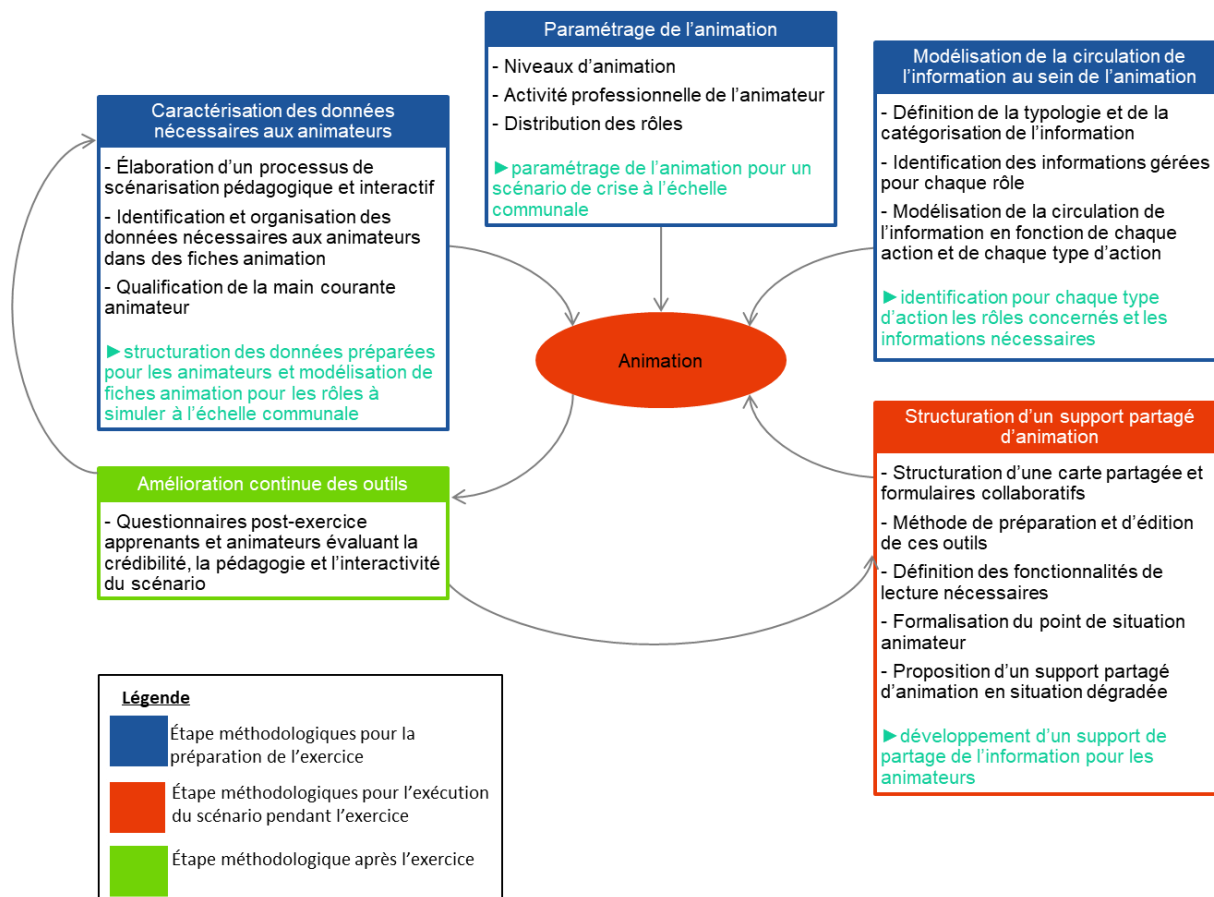 Paramétrage de l'animation
- Niveaux d'animation
- Activité professionnelle de l'animateur
- Distribution des rôles
►paramétrage de l'animation pour un
scénario de crise à l'échelle
communale
Modélisation de la circulation de
l'information au sein de l'animation
- Définition de la typologie et de la
catégorisation de l'information
- Identification des informations gérées
pour chaque rôle
- Modélisation de la circulation de
l'information en fonction de chaque
action et de chaque type d'action
►identification pour chaque type
d'action les rôles concernés et les
informations nécessaires
Caractérisation des données
nécessaires aux animateurs
- Élaboration d'un processus de
scénarisation pédagogique et interactif
- Identification et organisation des
données nécessaires aux animateurs
dans des fiches animation
- Qualification de la main courante
animateur
►structuration des données préparées
pour les animateurs et modélisation de
fiches animation pour les rôles à
simuler à l'échelle communale
Animation
Structuration d'un support partagé
d'animation
- Structuration d'une carte partagée et
formulaires collaboratifs
- Méthode de préparation et d'édition
de ces outils
- Définition des fonctionnalités de
lecture nécessaires
- Formalisation du point de situation
animateur
- Proposition d'un support partagé
d'animation en situation dégradée
►développement d'un support de
partage de l'information pour les
animateurs
Amélioration continue des outils
- Questionnaires post-exercice
apprenants et animateurs évaluant la
crédibilité, la pédagogie et l'interactivité
du scénario
Légende
Étape méthodologiques pour la
préparation de l'exercice
Étape méthodologiques pour l'exécution
du scénario pendant l'exercice
Étape méthodologique après l'exercice